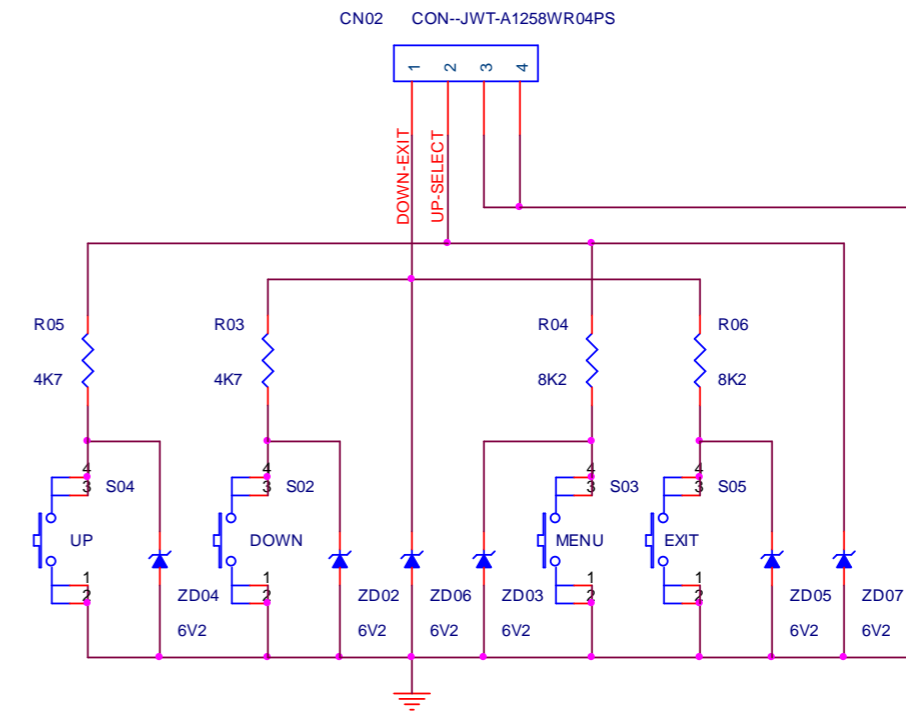 CN02 CON--JWT-A1258WR04PS
1 2 3 4
DOWN-EXIT
UP-SELECT
R05 R03 R04 R06
4K7 4K7 8K2 8K2
4 4 4 4
3 S04 3 S02 3 S03 3 S05
UP DOWN MENU EXIT
1 1 1 1
2 ZD04 2 ZD02 ZD06 ZD03 2 2 ZD05 ZD07
6V2 6V2 6V2 6V2 6V2 6V2